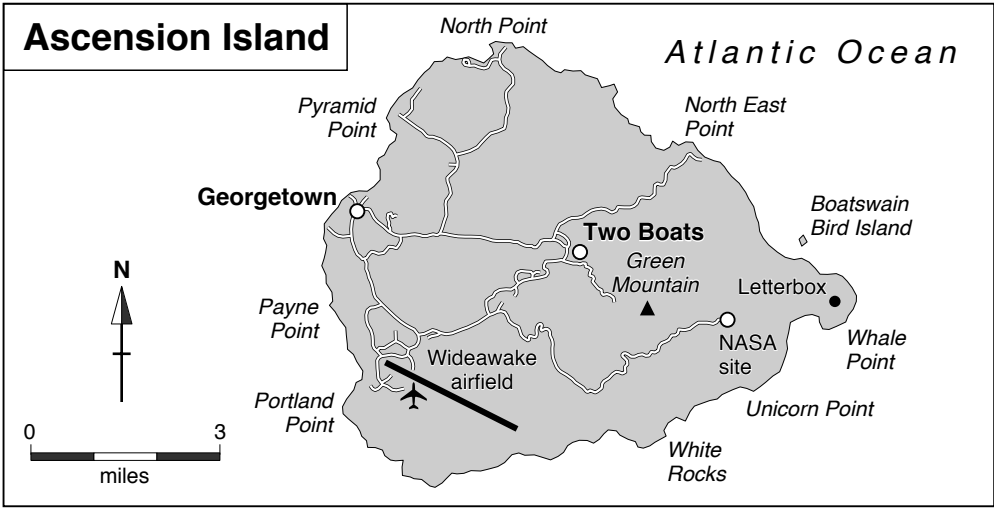 Ascension Island
North Point
Atlantic Ocean
Pyramid
Point
North East
Point
Georgetown
Boatswain
Bird Island
Two Boats
Green
Mountain
N
Letterbox
Payne
Point
NASA
site
Whale
Point
Wideawake
airfield
Portland
Point
Unicorn Point
0 3
miles
White
Rocks